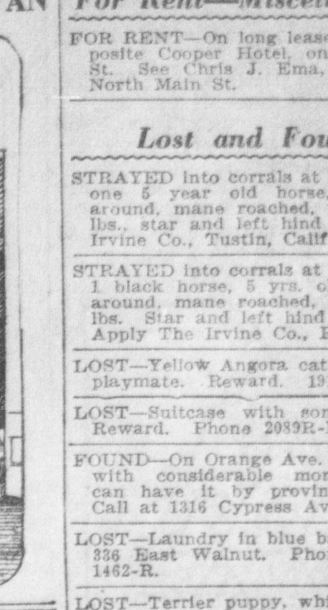 AN
For Rent—Miscell
FOR RENT—On long lease
posite Cooper Hotel, on
St. See Chris J. Ema,
North Main St.
Lost and Fou
STRAYED into corrals at
one 5 year old horse,
around, mane roached,
lbs., star and left hind
Irvine Co., Tustin, Calif
STRAYED into corrals at
1 black horse, 5 yrs. o
around, mane roached,
lbs. Star and left hind
Apply The Irvine Co.,
LOST—Yellow Angora cat
playmate. Reward. 19
LOST—Suitcase with som
Reward. Phone 2089R-
FOUND—On Orange Ave.
with considerable mon
can have it by provin
Call at 1316 Cypress Av
LOST—Laundry in blue b
336 East Walnut. Pho
1462-R.
LOST—Terrier puppy, whi